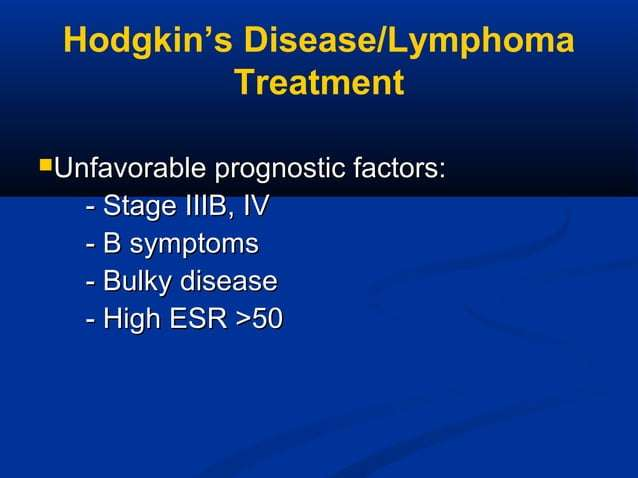 Hodgkin’s Disease/Lymphoma
Treatment
Unfavorable prognostic factors:
- Stage IIIB, IV
- B symptoms
- Bulky disease
- High ESR >50